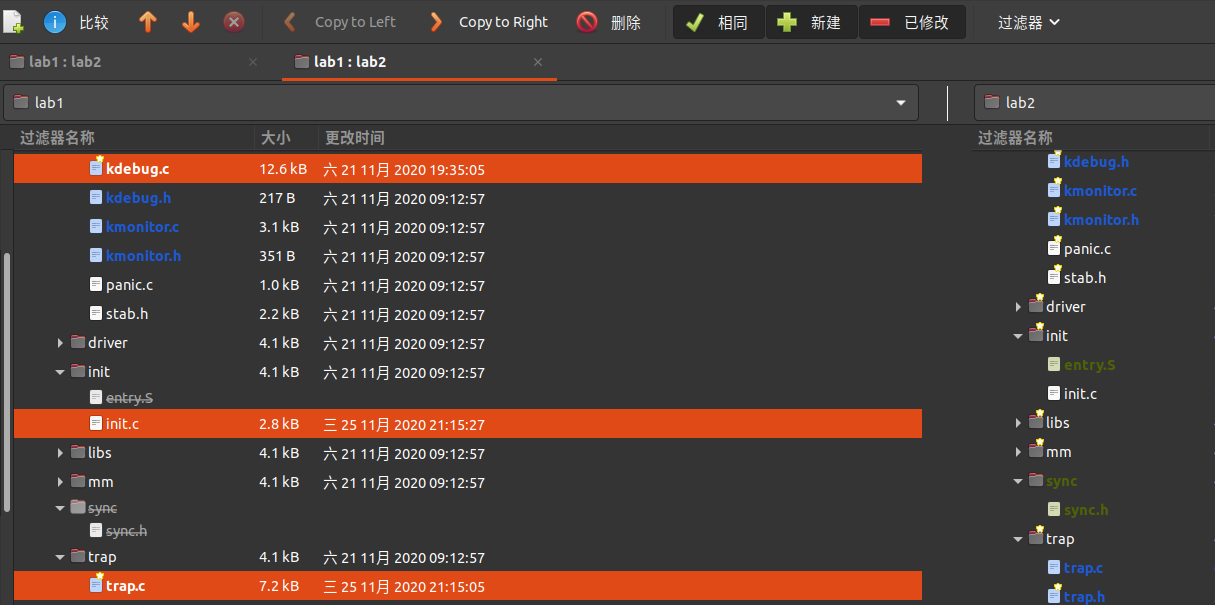 比较 Copy to Left Copy to Right 删除 相同 新建 已修改 过滤器
lab1 : lab2 × lab1 : lab2 ×
lab1 lab2
过滤器名称 大小 更改时间 过滤器名称
kdebug.c 12.6 kB 六 21 11月 2020 19:35:05 kdebug.h
kdebug.h 217 B 六 21 11月 2020 09:12:57 kmonitor.c
kmonitor.c 3.1 kB 六 21 11月 2020 09:12:57 kmonitor.h
kmonitor.h 351 B 六 21 11月 2020 09:12:57 panic.c
panic.c 1.0 kB 六 21 11月 2020 09:12:57 stab.h
stab.h 2.2 kB 六 21 11月 2020 09:12:57 driver
driver 4.1 kB 六 21 11月 2020 09:12:57 init
init 4.1 kB 六 21 11月 2020 09:12:57 entry.S
entry.S init.c
init.c 2.8 kB 三 25 11月 2020 21:15:27 libs
libs 4.1 kB 六 21 11月 2020 09:12:57 mm
mm 4.1 kB 六 21 11月 2020 09:12:57 sync
sync sync.h
sync.h trap
trap 4.1 kB 六 21 11月 2020 09:12:57 trap.c
trap.c 7.2 kB 三 25 11月 2020 21:15:05 trap.h